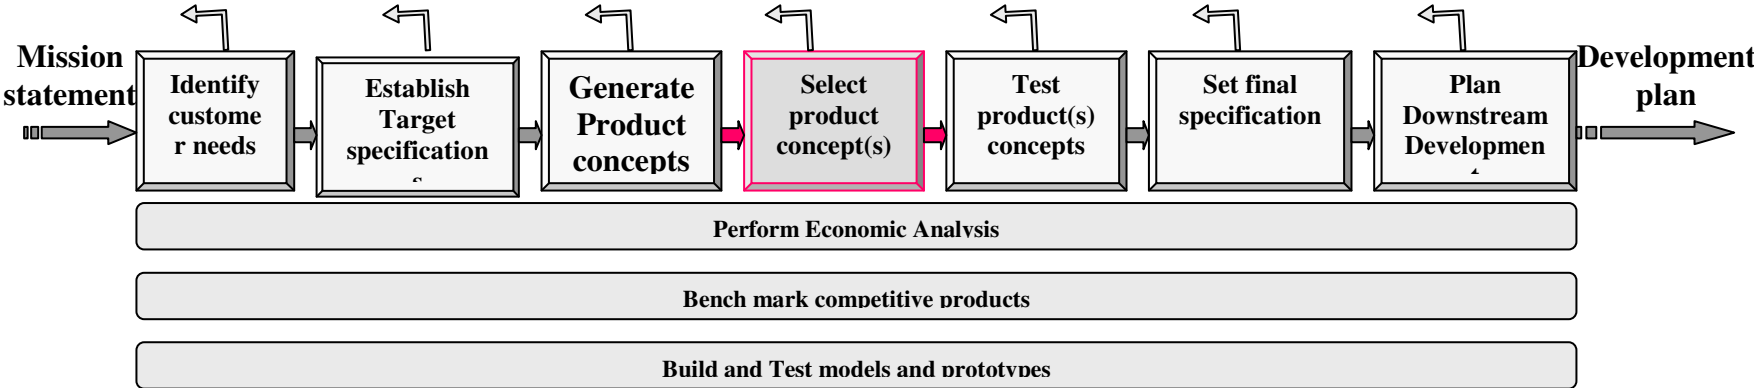 Mission
statement
Identify
custome
r needs
Establish
Target
specification
s
Generate
Product
concepts
Select
product
concept(s)
Test
product(s)
concepts
Set final
specification
Plan
Downstream
Developmen
t
Development
plan
Perform Economic Analysis
Bench mark competitive products
Build and Test models and prototypes